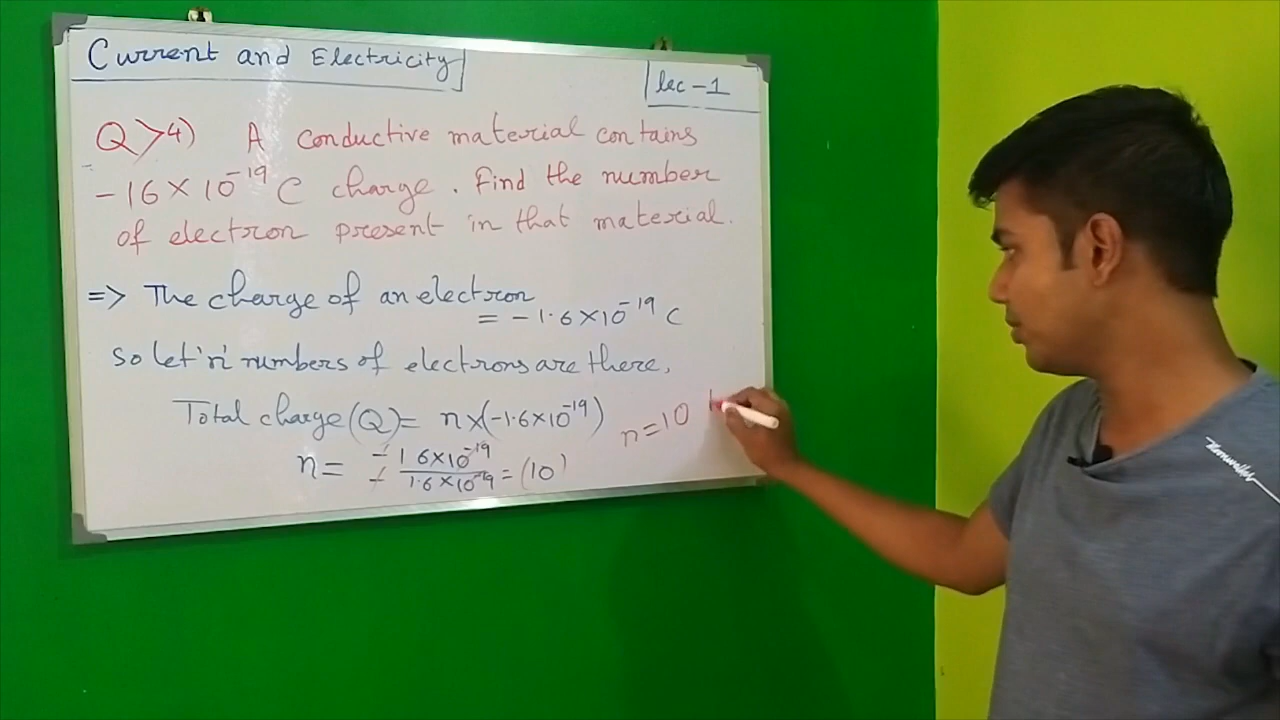 Current and Electricity
lec-1
Q>4) A conductive material contains
-16×10⁻¹⁹ C charge. Find the number
of electron present in that material.
=> The charge of an electron
= -1.6×10⁻¹⁹ C
so let 'n' numbers of electrons are there,
Total charge (Q) = n×(-1.6×10⁻¹⁹)
n=10
n = -16×10⁻¹⁹ / -1.6×10⁻¹⁹ = (10)